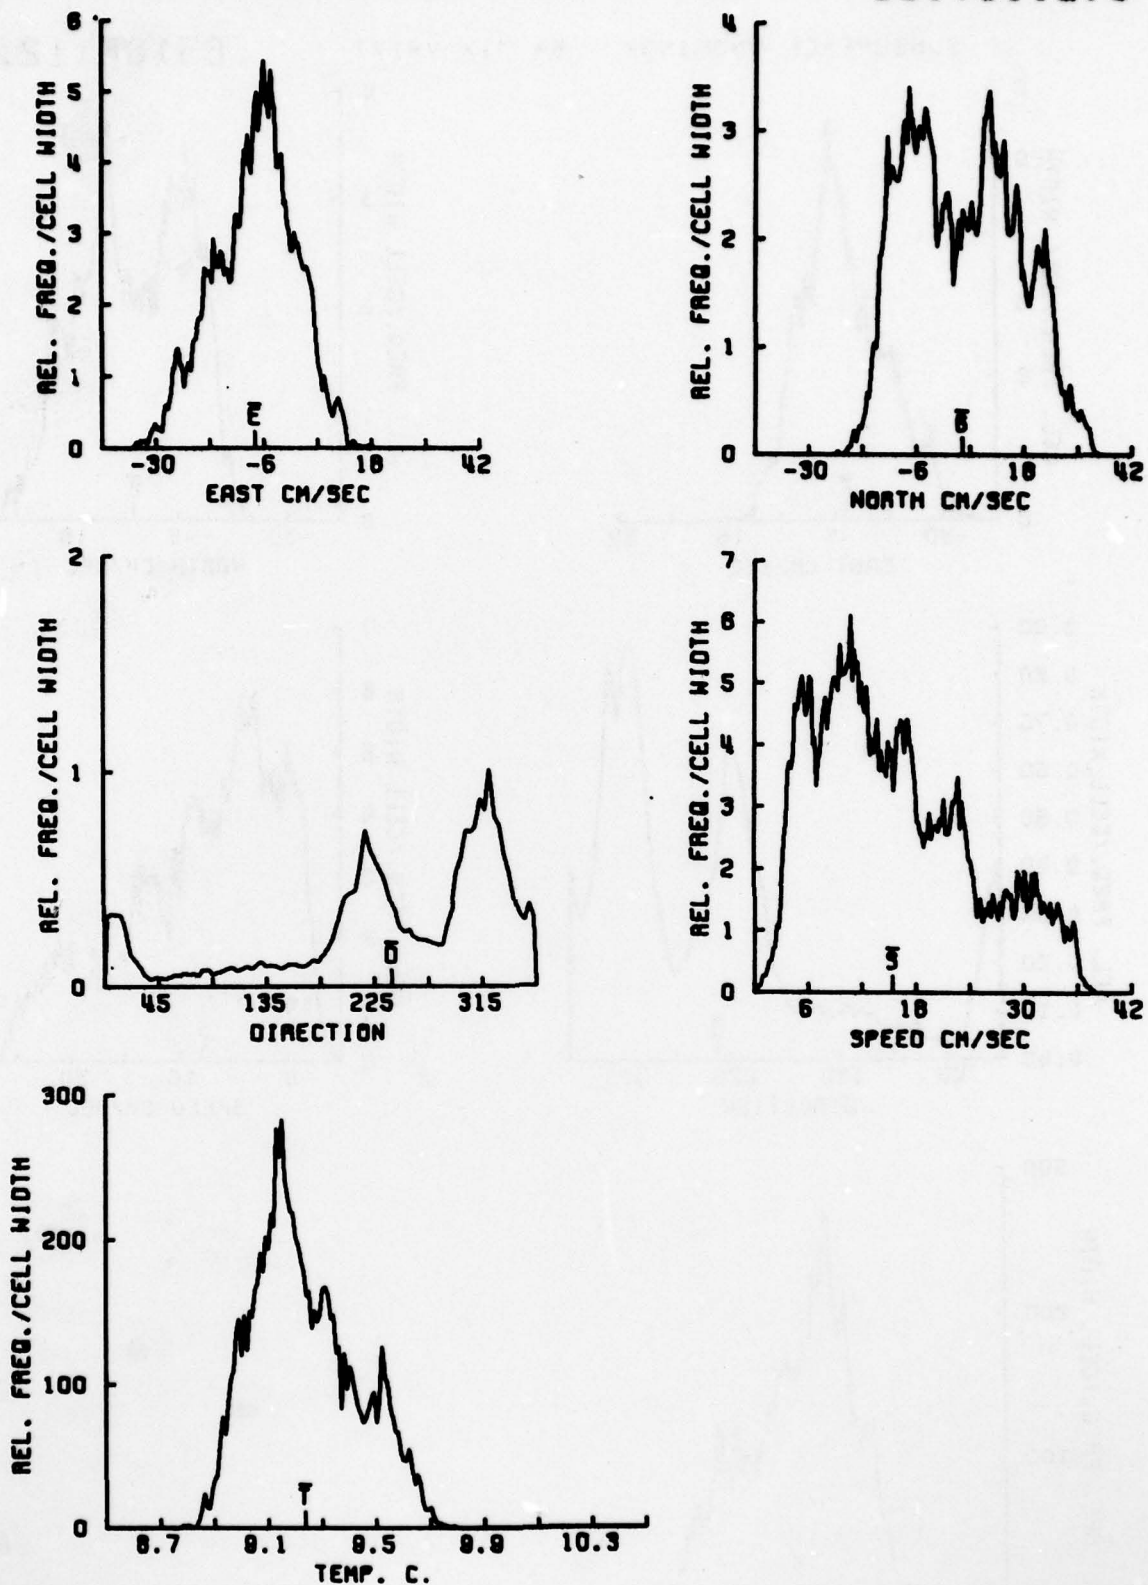 REL. FREQ./CELL WIDTH
6
5
4
3
2
1
0
E
-30 -6 18 42
EAST CM/SEC
REL. FREQ./CELL WIDTH
4
3
2
1
0
-30 -6 18 42
NORTH CM/SEC
REL. FREQ./CELL WIDTH
2
1
0
D
45 135 225 315
DIRECTION
REL. FREQ./CELL WIDTH
7
6
5
4
3
2
1
0
S
6 18 30 42
SPEED CM/SEC
REL. FREQ./CELL WIDTH
300
200
100
0
T
8.7 9.1 9.5 9.9 10.3
TEMP. C.